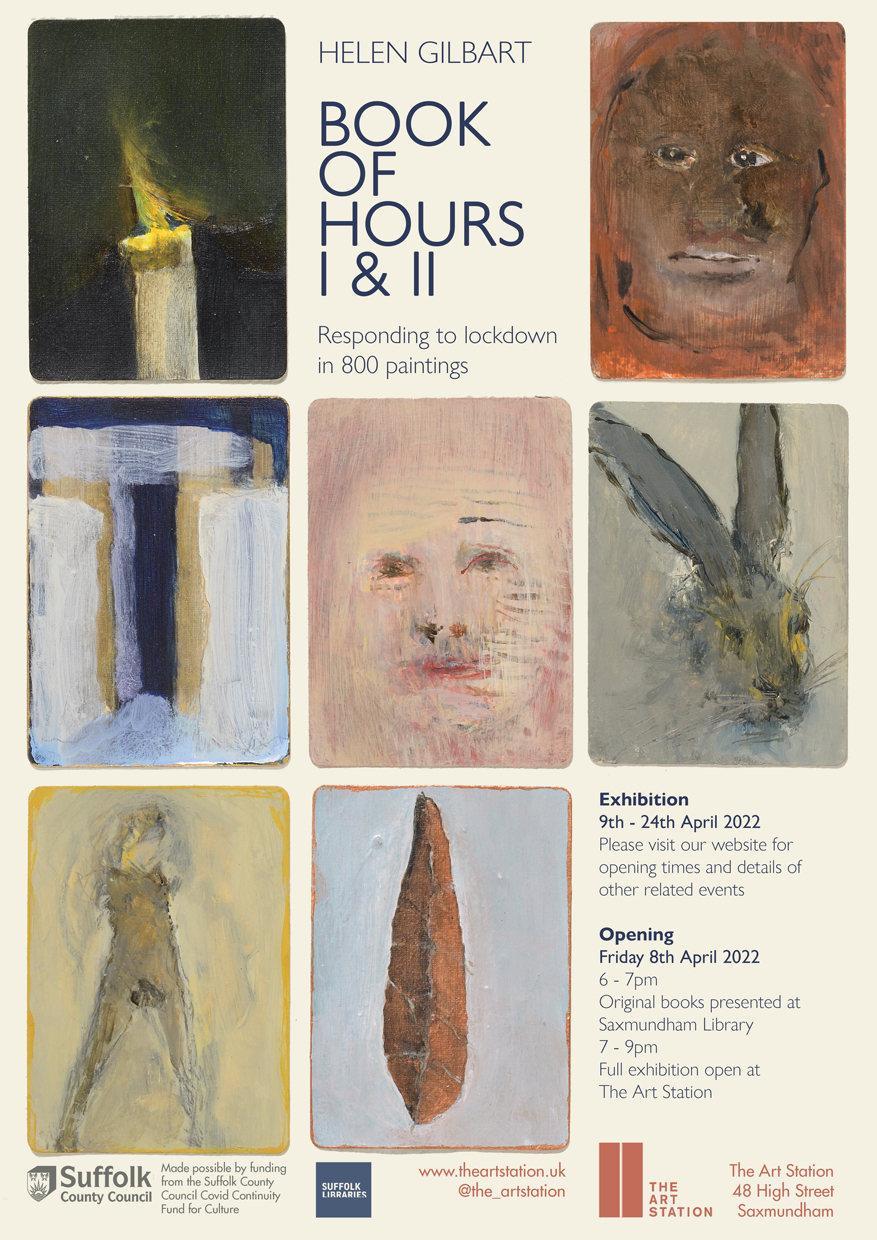 HELEN GILBART
BOOK
OF
HOURS
I & II
Responding to lockdown
in 800 paintings
Exhibition
9th - 24th April 2022
Please visit our website for
opening times and details of
other related events
Opening
Friday 8th April 2022
6 - 7pm
Original books presented at
Saxmundham Library
7 - 9pm
Full exhibition open at
The Art Station
Suffolk
County Council
Made possible by funding
from the Suffolk County
Council Covid Continuity
Fund for Culture
SUFFOLK
LIBRARIES
www.theartstation.uk
@the_artstation
THE
ART
STATION
The Art Station
48 High Street
Saxmundham